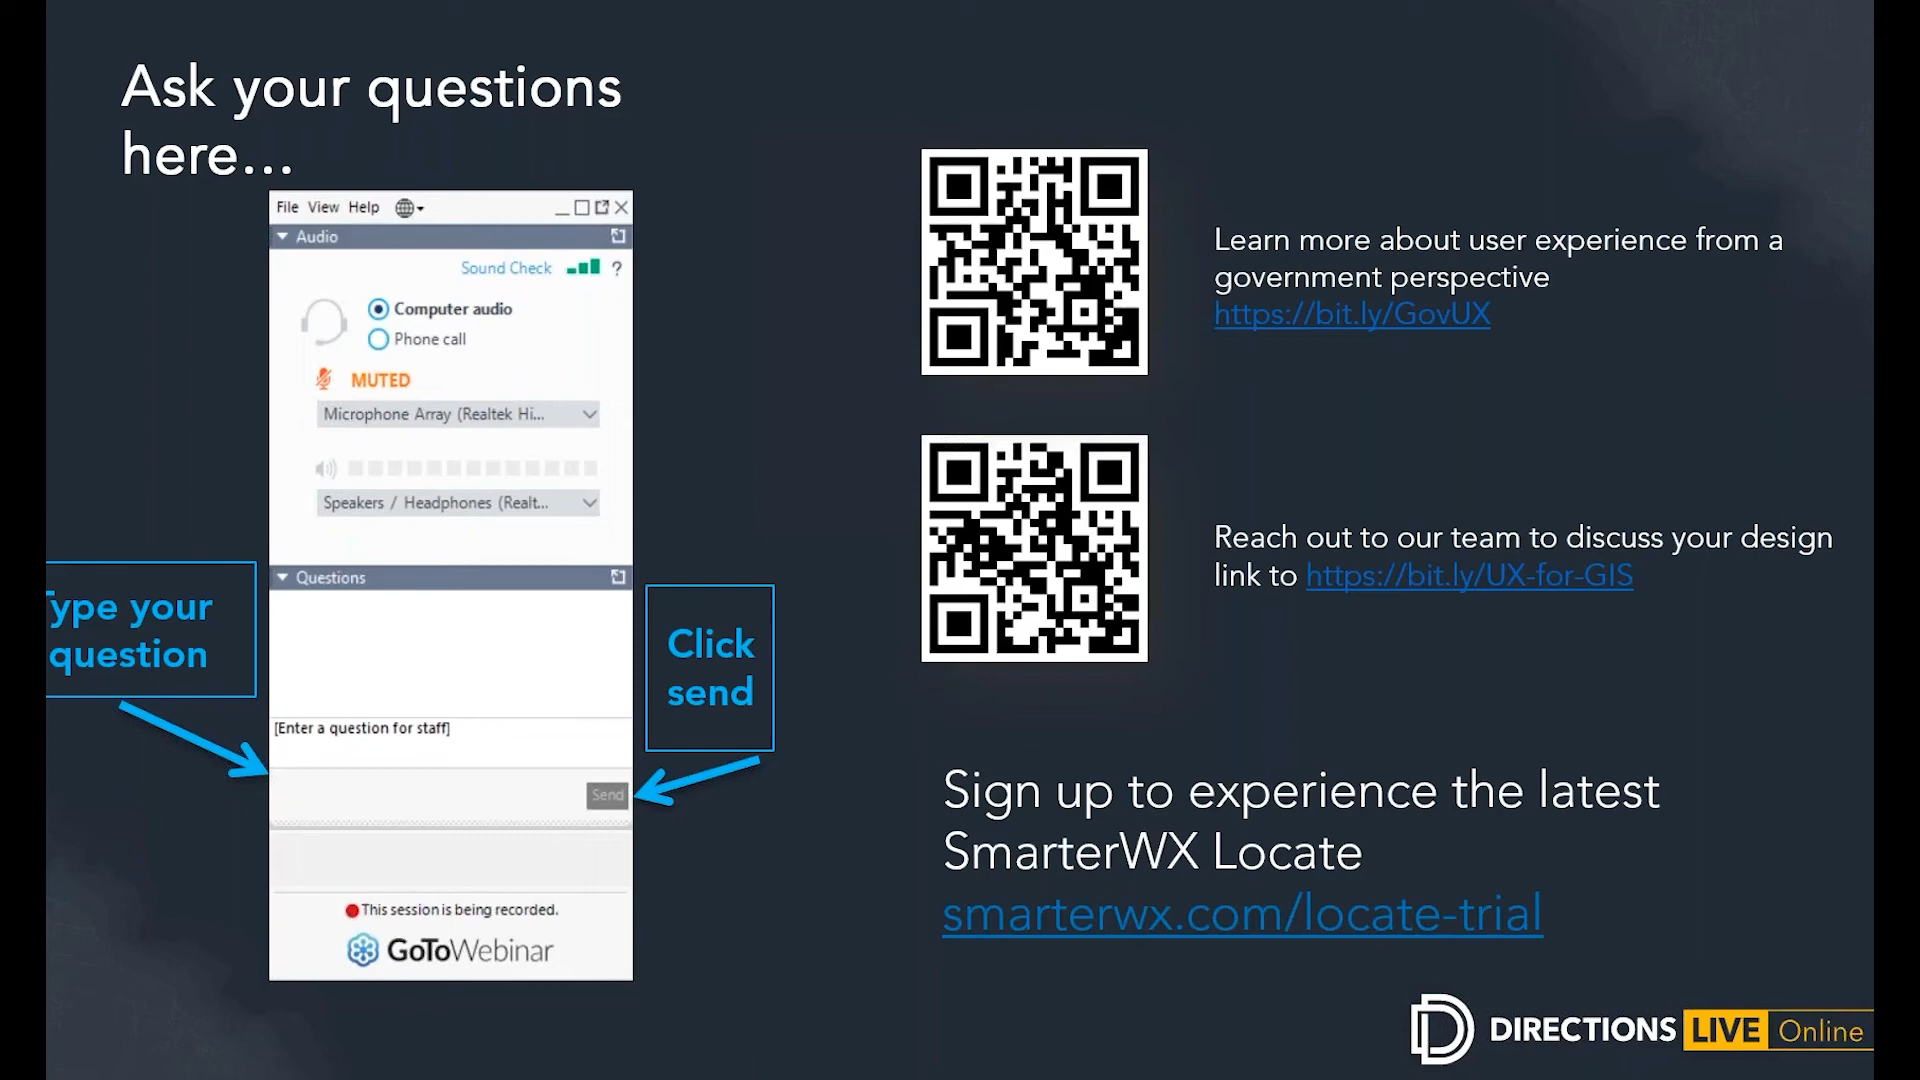 Ask your questions
here...
File View Help
Audio
Sound Check ?
Computer audio
Phone call
MUTED
Microphone Array (Realtek Hi...
Speakers / Headphones (Realt...
Questions
Type your
question
Click
send
[Enter a question for staff]
Send
This session is being recorded.
GoToWebinar
Learn more about user experience from a
government perspective
https://bit.ly/GovUX
Reach out to our team to discuss your design
link to https://bit.ly/UX-for-GIS
Sign up to experience the latest
SmarterWX Locate
smarterwx.com/locate-trial
DIRECTIONS LIVE Online